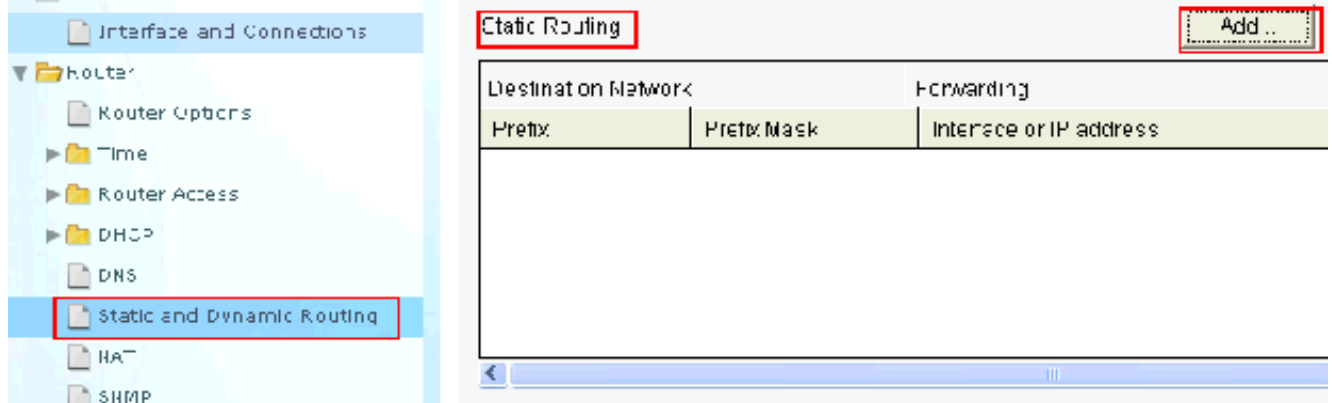 Interface and Connections
Router
Router Options
Time
Router Access
DHCP
DNS
Static and Dynamic Routing
NAT
SNMP
Static Routing
Add...
Destination Network
Forwarding
Prefix
Prefix Mask
Interface or IP address